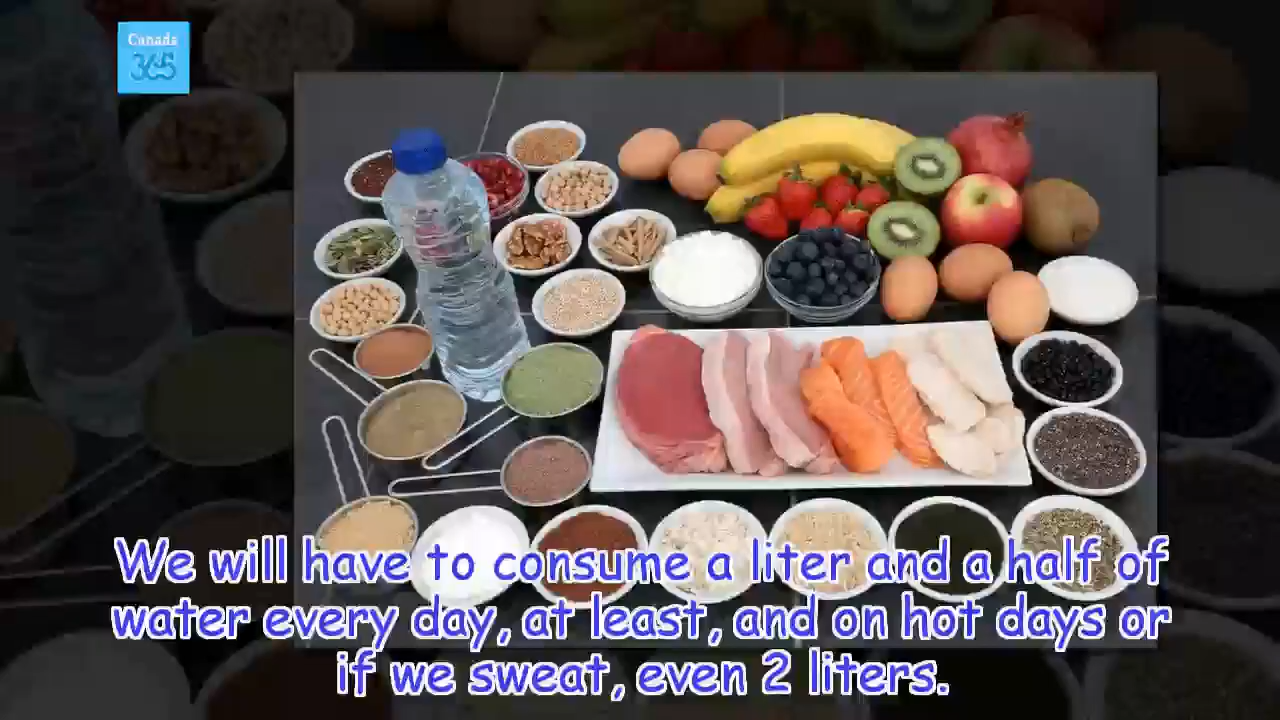 Canada
365
We will have to consume a liter and a half of
water every day, at least, and on hot days or
if we sweat, even 2 liters.